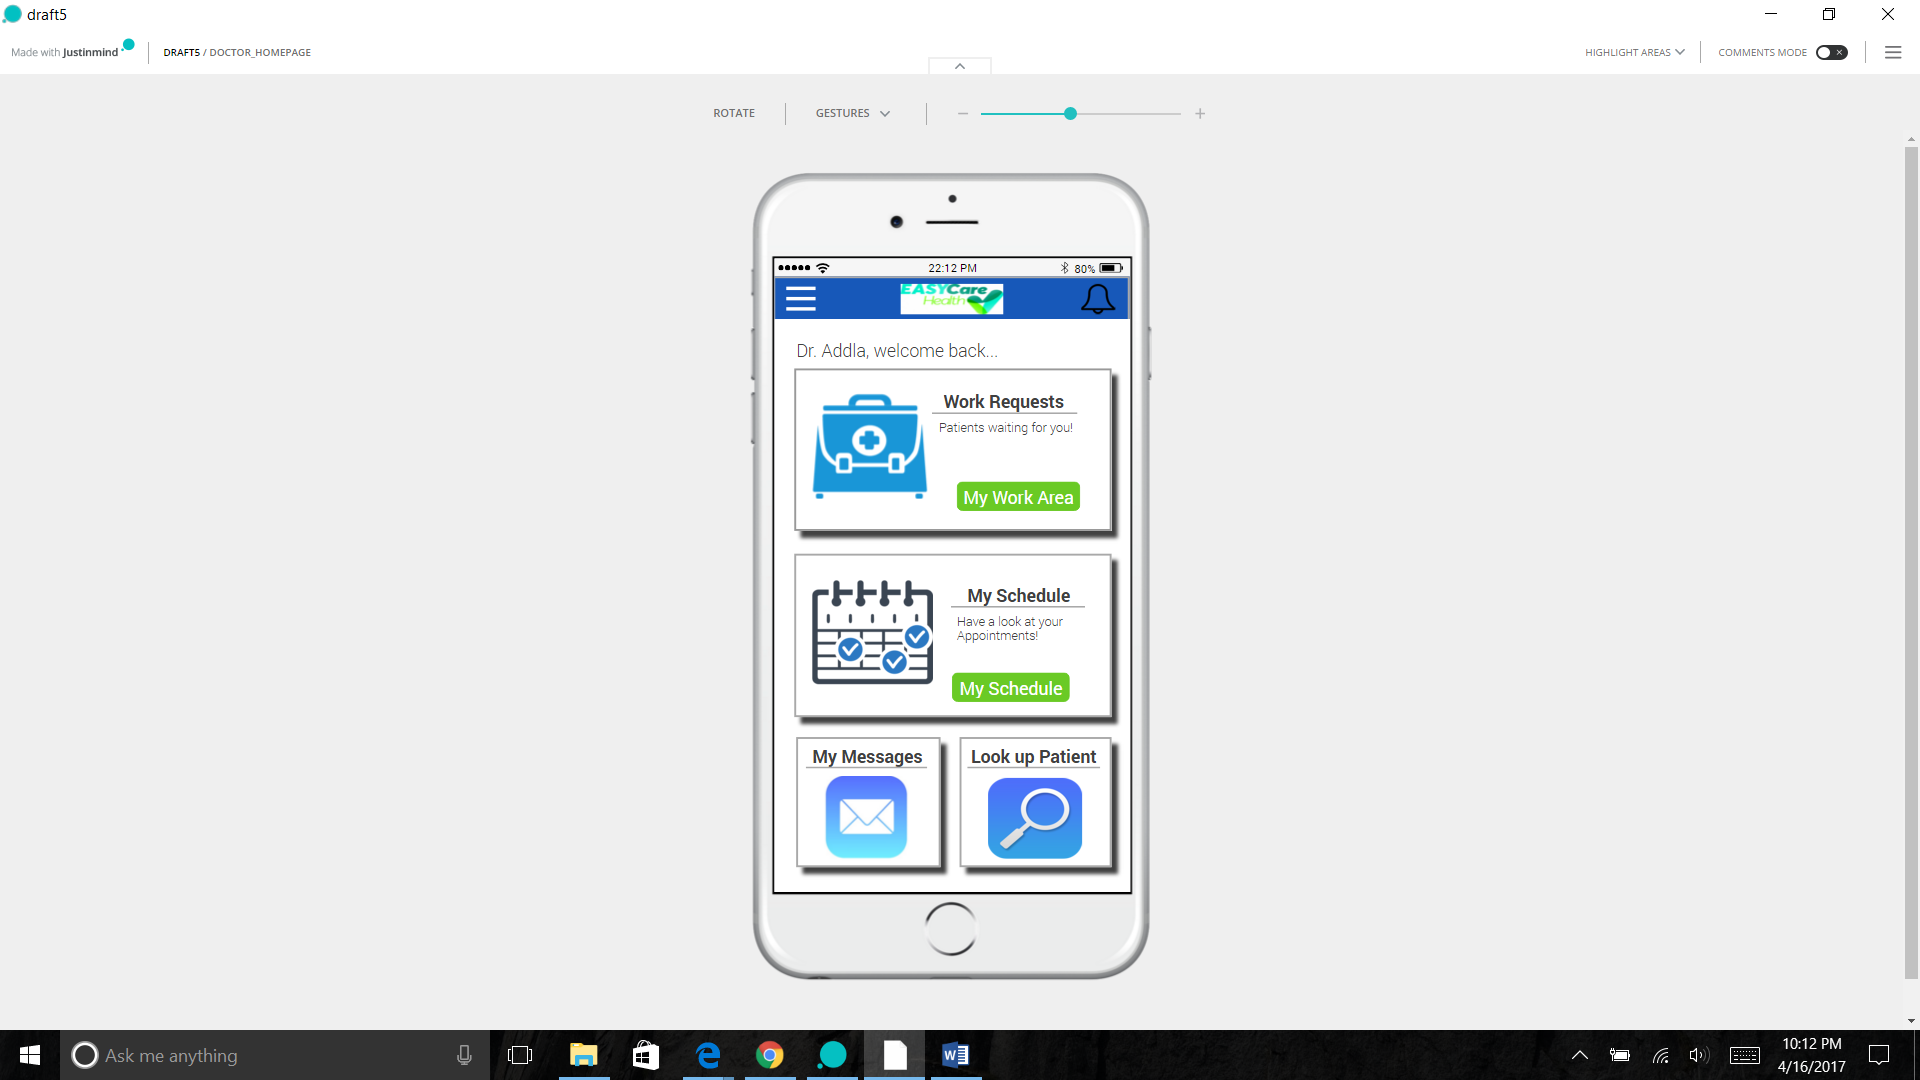 draft5
Made with Justinmind
DRAFT5 / DOCTOR_HOMEPAGE
HIGHLIGHT AREAS
COMMENTS MODE
ROTATE
GESTURES
22:12 PM
80%
EASYCare
Health
Dr. Addla, welcome back...
Work Requests
Patients waiting for you!
My Work Area
My Schedule
Have a look at your
Appointments!
My Schedule
My Messages
Look up Patient
Ask me anything
10:12 PM
4/16/2017